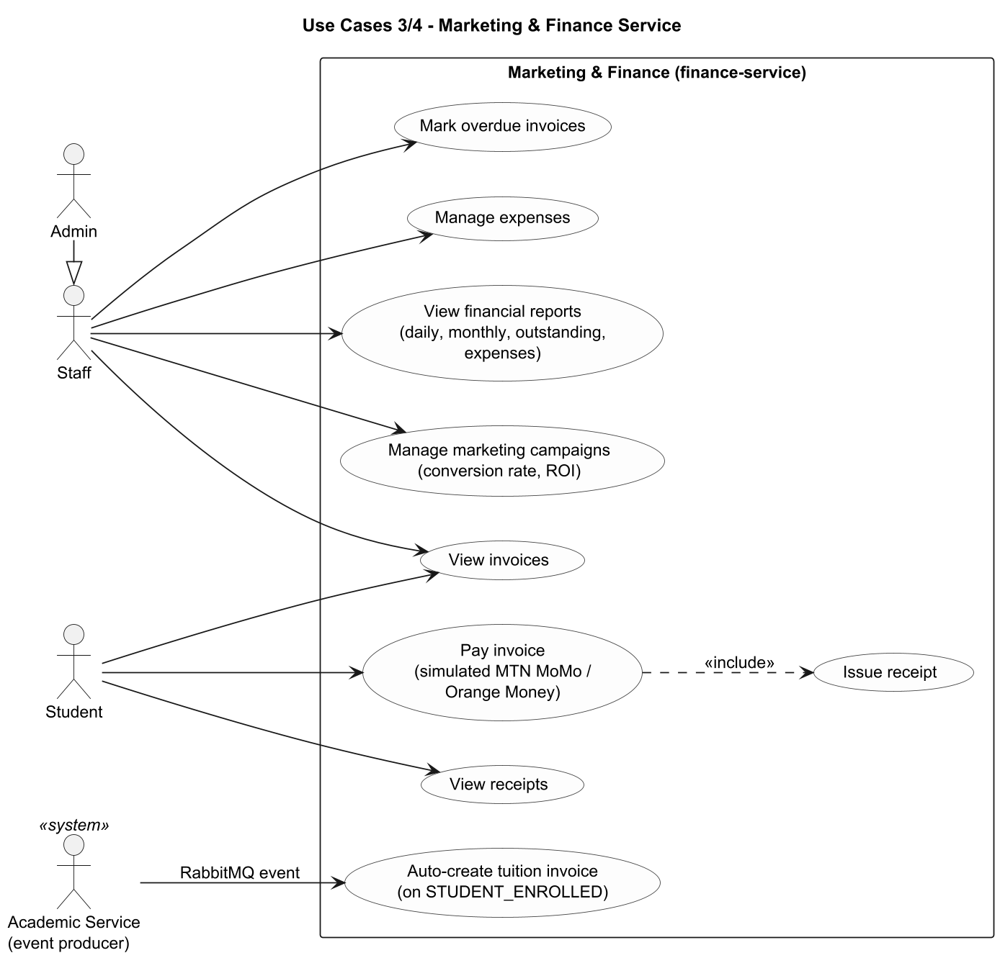 Use Cases 3/4 - Marketing & Finance Service
Marketing & Finance (finance-service)
Mark overdue invoices
Admin
Manage expenses
View financial reports
(daily, monthly, outstanding,
expenses)
Staff
Manage marketing campaigns
(conversion rate, ROI)
View invoices
Student
Pay invoice
(simulated MTN MoMo /
Orange Money)
«include»
Issue receipt
View receipts
«system»
Academic Service
(event producer)
RabbitMQ event
Auto-create tuition invoice
(on STUDENT_ENROLLED)